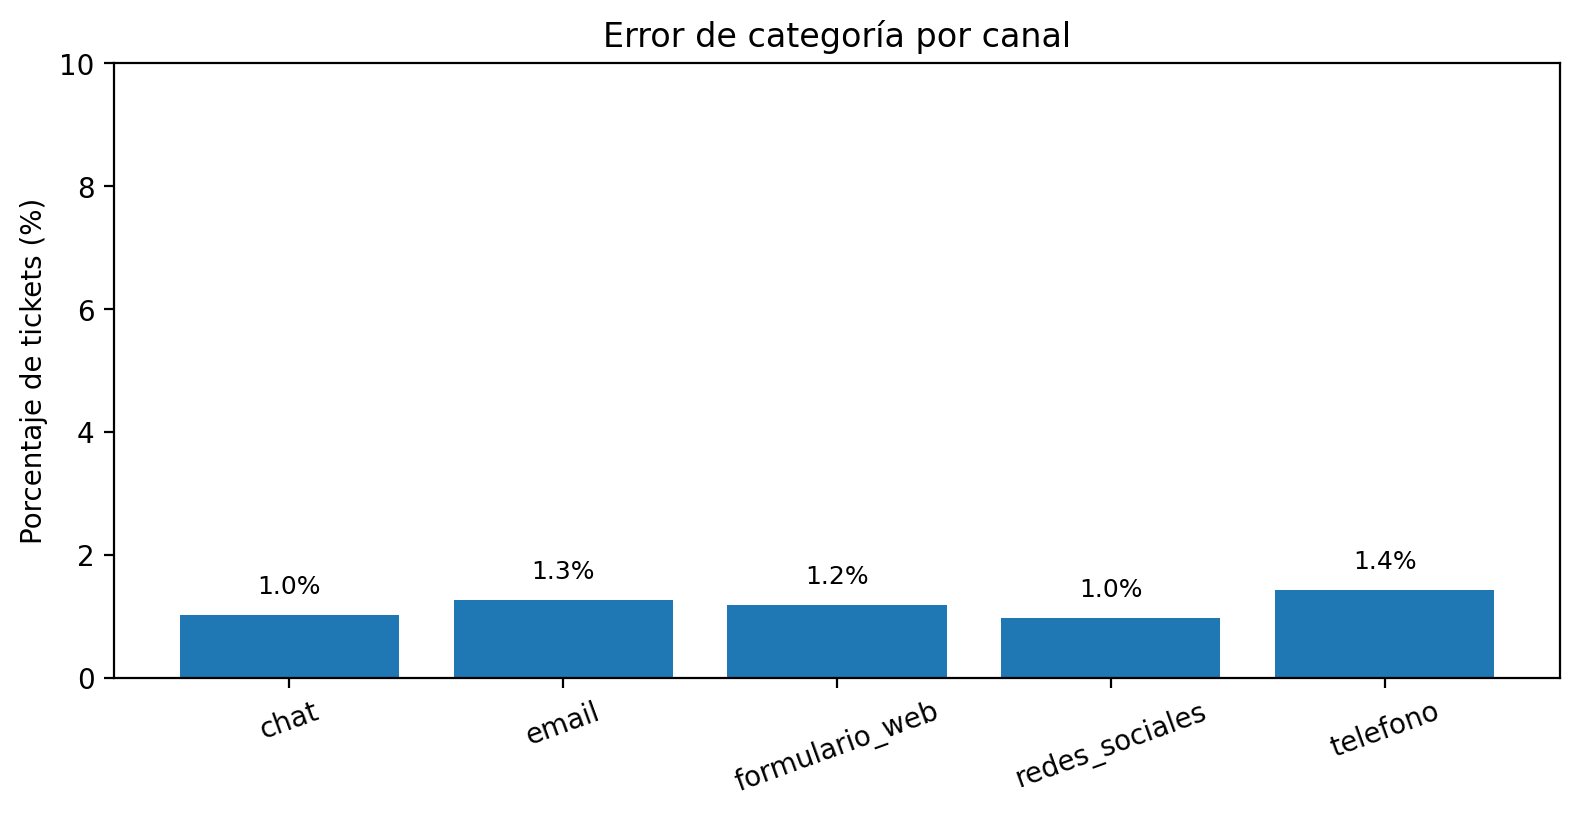 Error de categoría por canal
Porcentaje de tickets (%)
10
8
6
4
2
0
1.0%
1.3%
1.2%
1.0%
1.4%
chat
email
formulario_web
redes_sociales
telefono